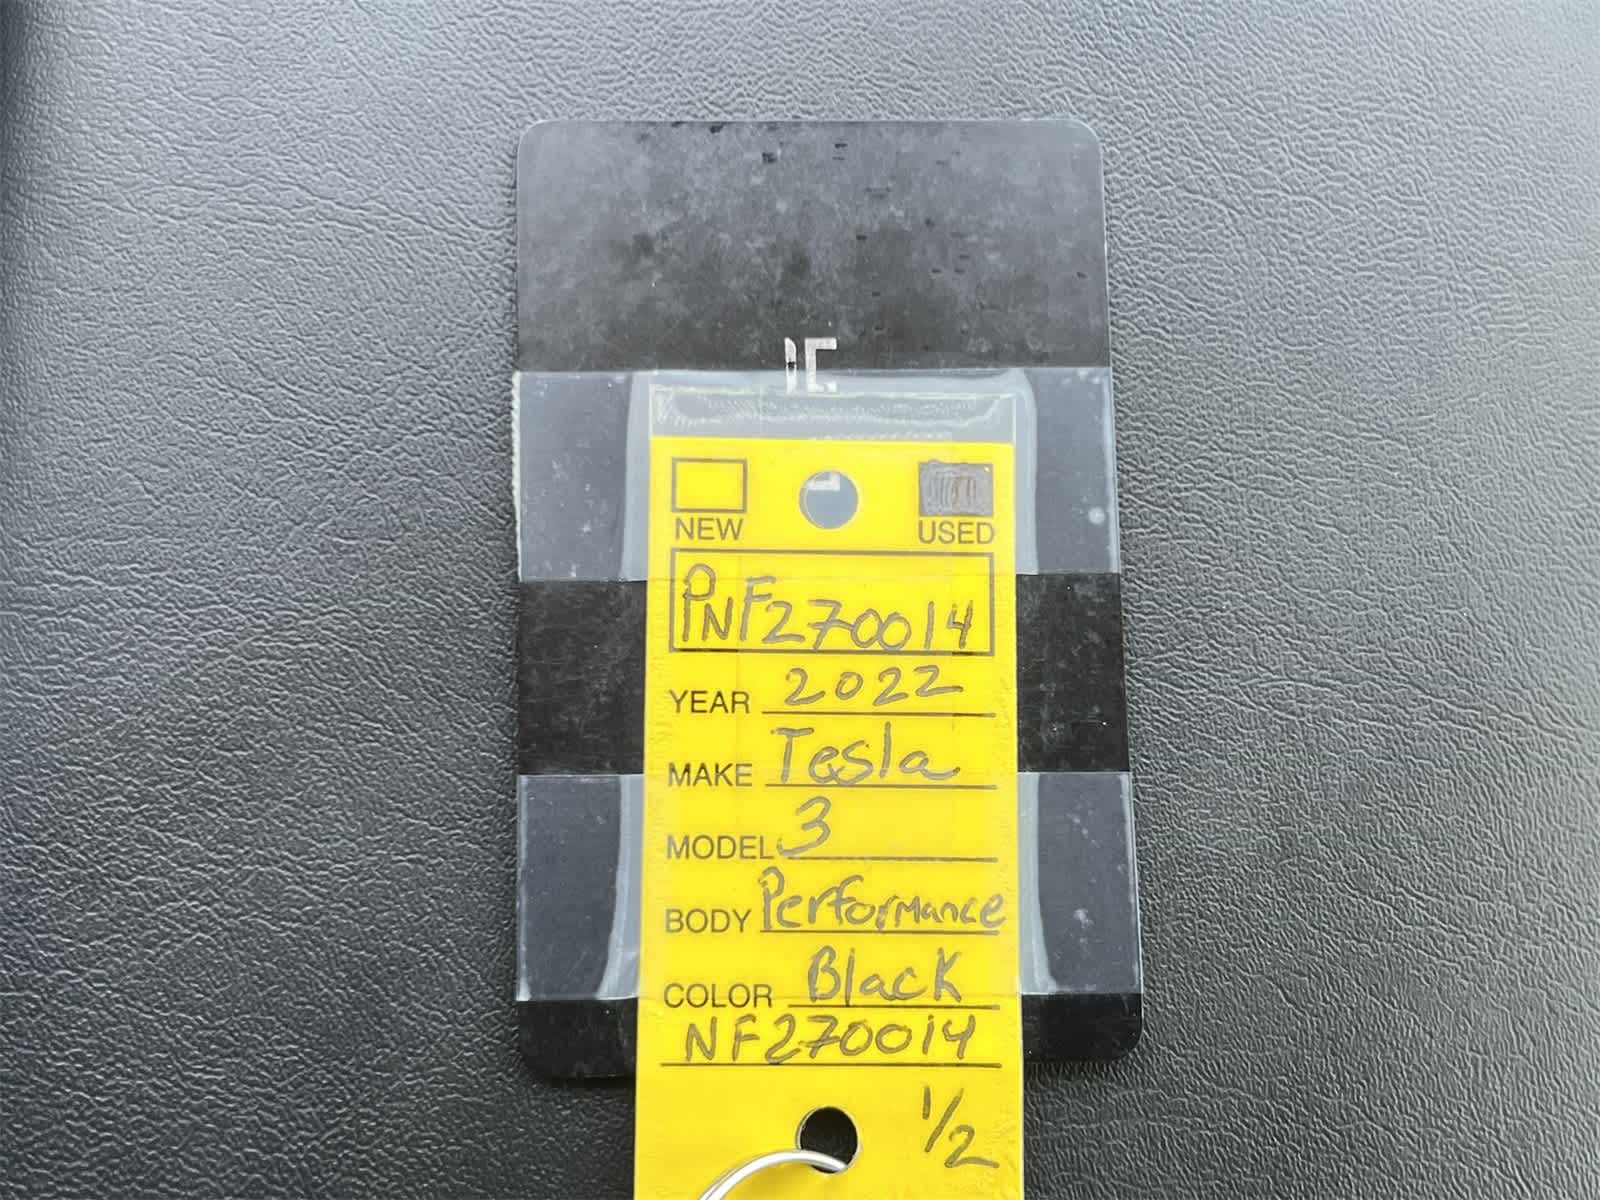 NEW USED
PNF270014
YEAR 2022
MAKE Tesla
MODEL 3
BODY Performance
COLOR Black
NF270014
1/2